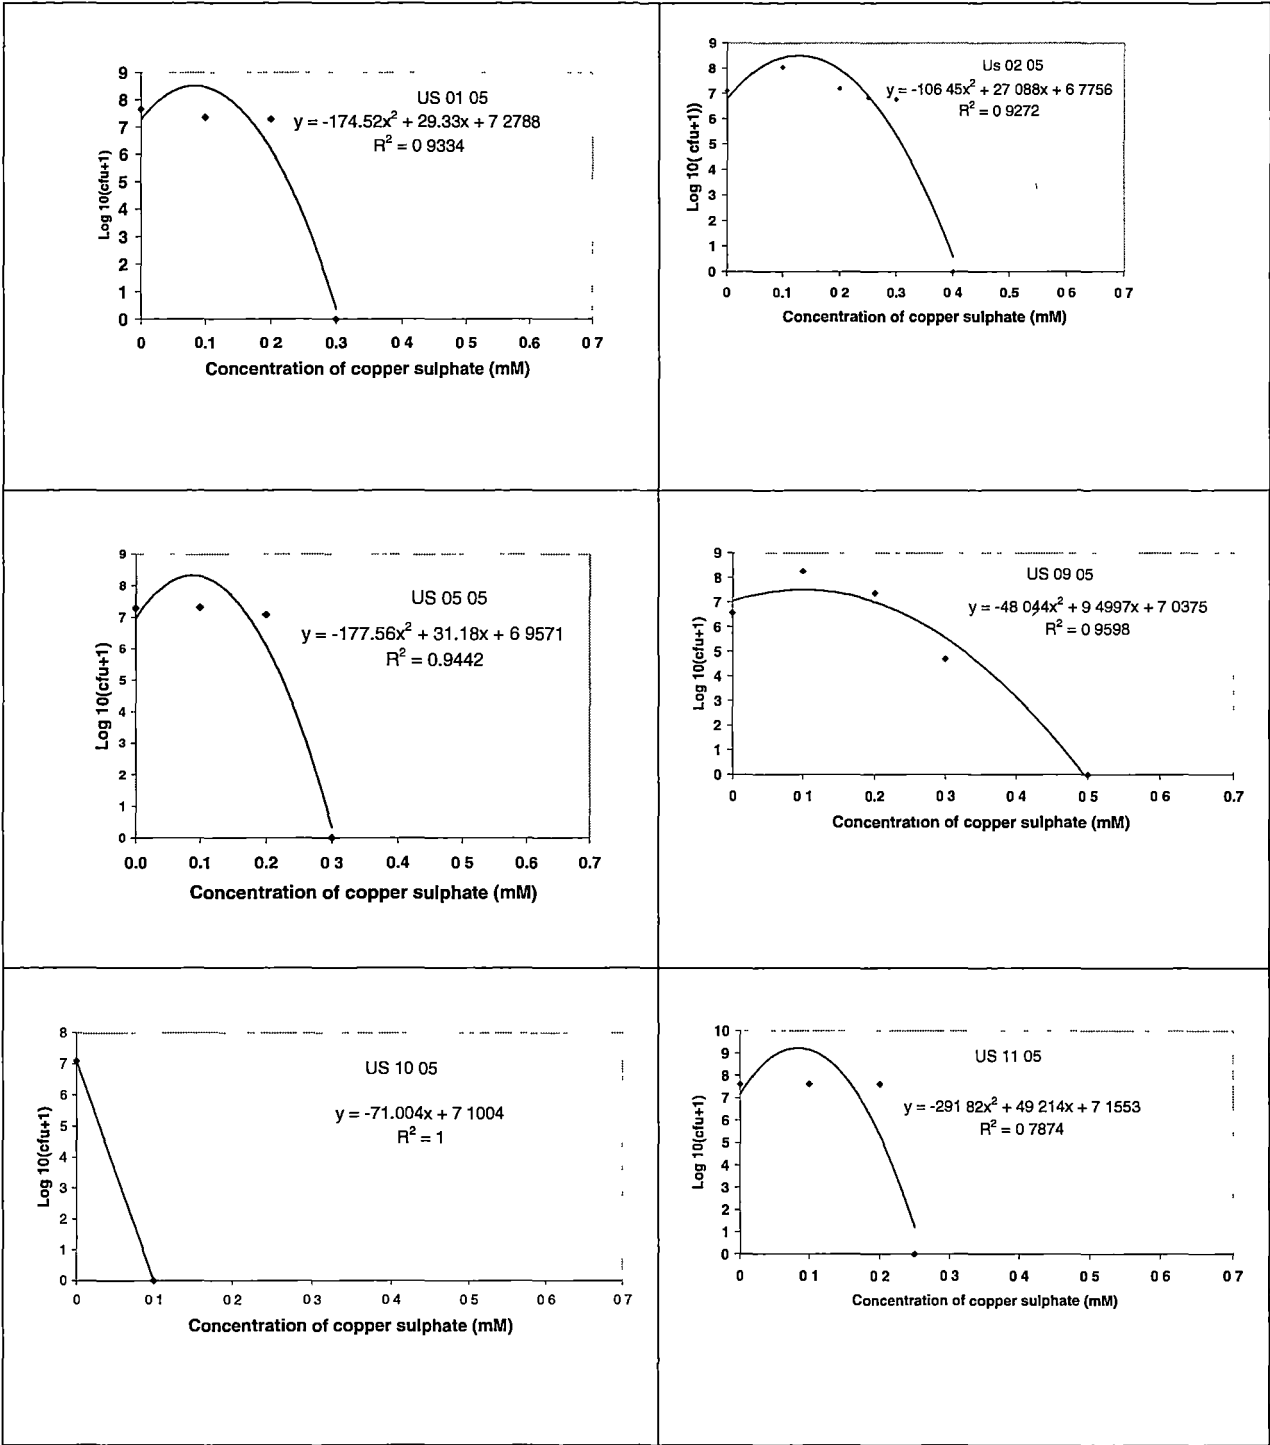 US 01 05
y = -174.52x² + 29.33x + 7 2788
R² = 0 9334
Log 10(cfu+1)
9
8
7
6
5
4
3
2
1
0
0 0.1 0 2 0.3 0 4 0 5 0.6 0 7
Concentration of copper sulphate (mM)
Us 02 05
y = -106 45x² + 27 088x + 6 7756
R² = 0 9272
Log 10( cfu+1))
9
8
7
6
5
4
3
2
1
0
0 0.1 0 2 0.3 0 4 0 5 0 6 0 7
Concentration of copper sulphate (mM)
US 05 05
y = -177.56x² + 31.18x + 6 9571
R² = 0.9442
Log 10(cfu+1)
9
8
7
6
5
4
3
2
1
0
0.0 0.1 0.2 0 3 0.4 0 5 0.6 0.7
Concentration of copper sulphate (mM)
US 09 05
y = -48 044x² + 9 4997x + 7 0375
R² = 0 9598
Log 10(cfu+1)
9
8
7
6
5
4
3
2
1
0
0 0 1 0.2 0.3 0 4 0 5 0 6 0.7
Concentration of copper sulphate (mM)
US 10 05
y = -71.004x + 7 1004
R² = 1
Log 10(cfu+1)
8
7
6
5
4
3
2
1
0
0 0 1 0 2 0 3 0 4 0 5 0 6 0 7
Concentration of copper sulphate (mM)
US 11 05
y = -291 82x² + 49 214x + 7 1553
R² = 0 7874
Log 10(cfu+1)
10
9
8
7
6
5
4
3
2
1
0
0 0 1 0 2 0 3 0 4 0 5 0 6 0 7
Concentration of copper sulphate (mM)